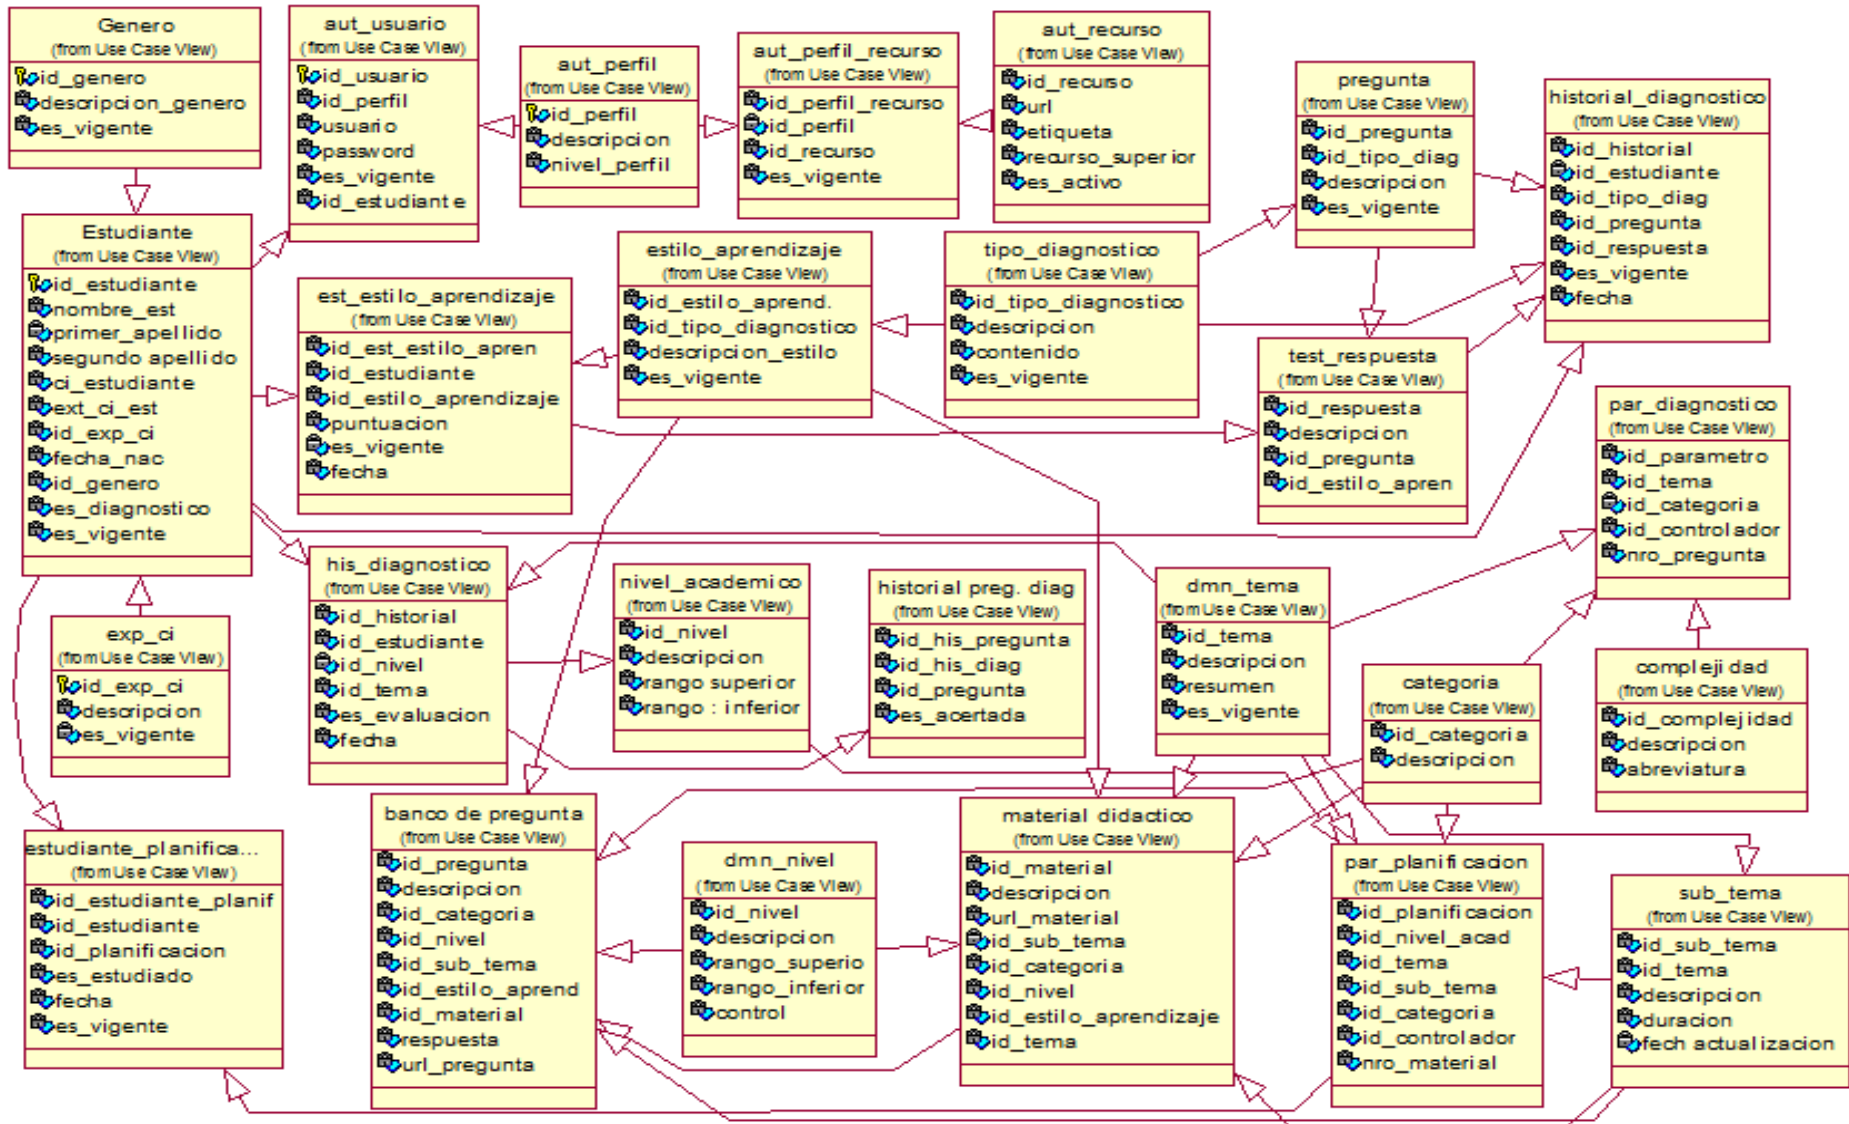 Genero
(from Use Case View)
id_genero
descripcion_genero
es_vigente
aut_usuario
(from Use Case View)
id_usuario
id_perfil
usuario
password
es_vigente
id_estudiante
aut_perfil
(from Use Case View)
id_perfil
descripcion
nivel_perfil
aut_perfil_recurso
(from Use Case View)
id_perfil_recurso
id_perfil
id_recurso
es_vigente
aut_recurso
(from Use Case View)
id_recurso
url
etiqueta
recurso_superior
es_activo
pregunta
(from Use Case View)
id_pregunta
id_tipo_diag
descripcion
es_vigente
historial_diagnostico
(from Use Case View)
id_historial
id_estudiante
id_tipo_diag
id_pregunta
id_respuesta
es_vigente
fecha
Estudiante
(from Use Case View)
id_estudiante
nombre_est
primer_apellido
segundo apellido
ci_estudiante
ext_ci_est
id_exp_ci
fecha_nac
id_genero
es_diagnostico
es_vigente
est_estilo_aprendizaje
(from Use Case View)
id_est_estilo_apren
id_estudiante
id_estilo_aprendizaje
puntuacion
es_vigente
fecha
estilo_aprendizaje
(from Use Case View)
id_estilo_aprend.
id_tipo_diagnostico
descripcion_estilo
es_vigente
tipo_diagnostico
(from Use Case View)
id_tipo_diagnostico
descripcion
contenido
es_vigente
test_respuesta
(from Use Case View)
id_respuesta
descripcion
id_pregunta
id_estilo_apren
par_diagnostico
(from Use Case View)
id_parametro
id_tema
id_categoria
id_controlador
nro_pregunta
exp_ci
(from Use Case View)
id_exp_ci
descripcion
es_vigente
his_diagnostico
(from Use Case View)
id_historial
id_estudiante
id_nivel
id_tema
es_evaluacion
fecha
nivel_academico
(from Use Case View)
id_nivel
descripcion
rango superior
rango : inferior
historial preg. diag
(from Use Case View)
id_his_pregunta
id_his_diag
id_pregunta
es_acertada
dmn_tema
(from Use Case View)
id_tema
descripcion
resumen
es_vigente
categoria
(from Use Case View)
id_categoria
descripcion
complejidad
(from Use Case View)
id_complejidad
descripcion
abreviatura
estudiante_planifica...
(from Use Case View)
id_estudiante_planif
id_estudiante
id_planificacion
es_estudiado
fecha
es_vigente
banco de pregunta
(from Use Case View)
id_pregunta
descripcion
id_categoria
id_nivel
id_sub_tema
id_estilo_aprend
id_material
respuesta
url_pregunta
dmn_nivel
(from Use Case View)
id_nivel
descripcion
rango_superio
rango_inferior
control
material didactico
(from Use Case View)
id_material
descripcion
url_material
id_sub_tema
id_categoria
id_nivel
id_estilo_aprendizaje
id_tema
par_planificacion
(from Use Case View)
id_planificacion
id_nivel_acad
id_tema
id_sub_tema
id_categoria
id_controlador
nro_material
sub_tema
(from Use Case View)
id_sub_tema
id_tema
descripcion
duracion
fech actualizacion